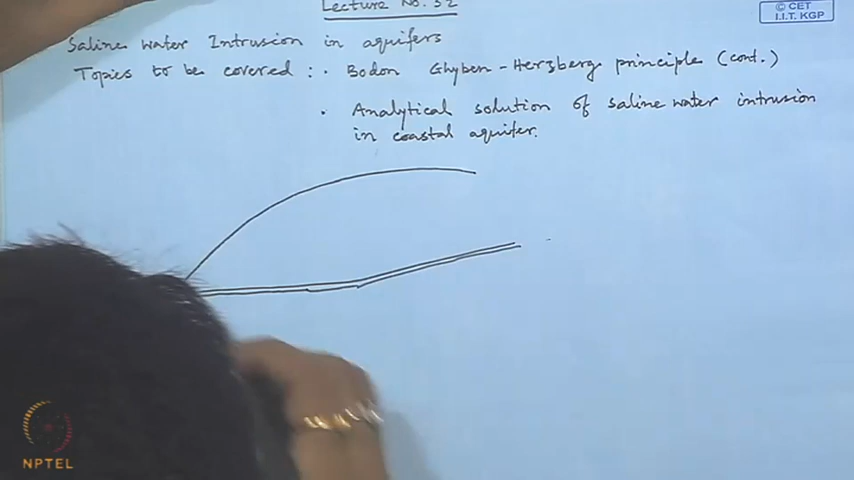 Lecture No. 32
© CET
I.I.T. KGP
Saline water Intrusion in aquifers
Topics to be covered : • Bodon Ghyben-Herzberg principle (cont.)
• Analytical solution of saline water intrusion
in coastal aquifer.
NPTEL